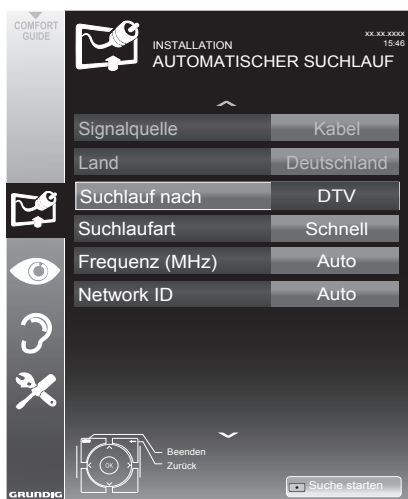 COMFORT
GUIDE
INSTALLATION
AUTOMATISCHER SUCHLAUF
xx.xx.xxxx
15:46
Signalquelle Kabel
Land Deutschland
Suchlauf nach DTV
Suchlaufart Schnell
Frequenz (MHz) Auto
Network ID Auto
OK
Beenden
Zurück
Suche starten
GRUNDIG